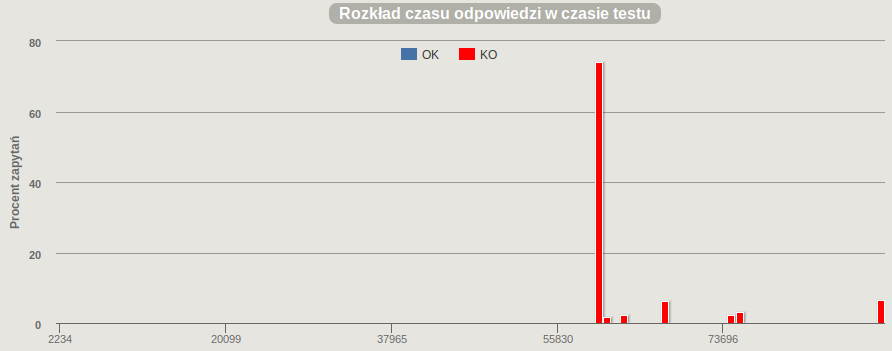 Rozkład czasu odpowiedzi w czasie testu
OK KO
Procent zapytań
80
60
40
20
0
2234 20099 37965 55830 73696